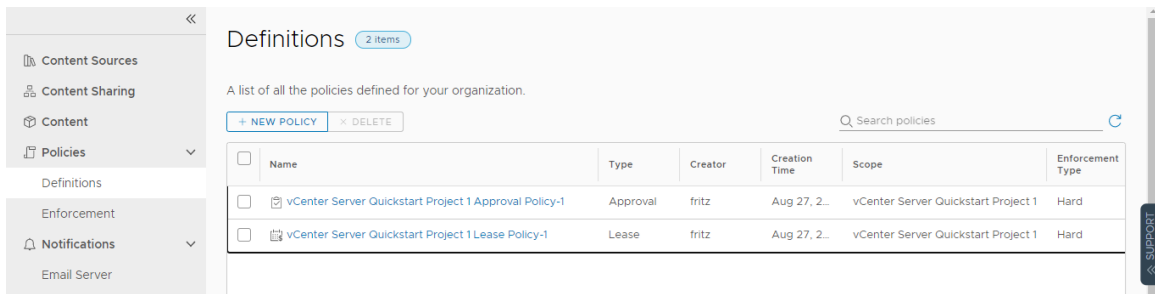 «
Content Sources
Content Sharing
Content
Policies
Definitions
Enforcement
Notifications
Email Server
Definitions 2 items
A list of all the policies defined for your organization.
+ NEW POLICY × DELETE
Search policies
Name Type Creator Creation Time Scope Enforcement Type
vCenter Server Quickstart Project 1 Approval Policy-1 Approval fritz Aug 27, 2... vCenter Server Quickstart Project 1 Hard
vCenter Server Quickstart Project 1 Lease Policy-1 Lease fritz Aug 27, 2... vCenter Server Quickstart Project 1 Hard
« SUPPORT